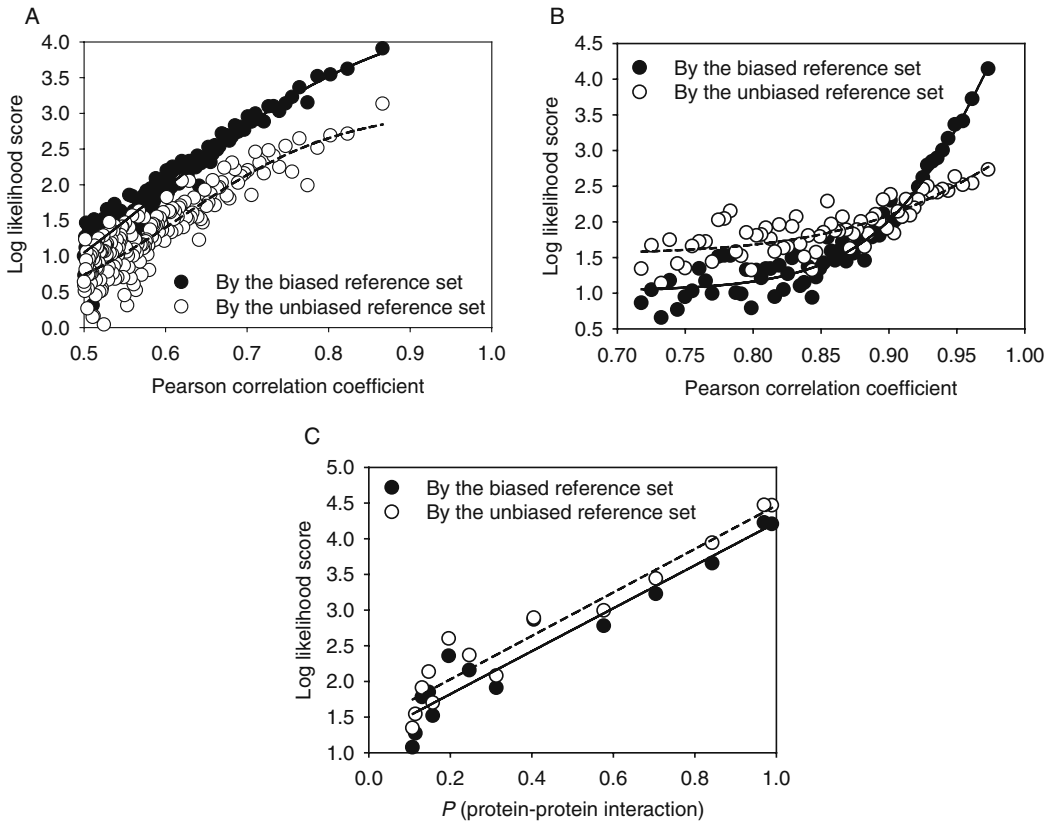 A
Log likelihood score
4.0
3.5
3.0
2.5
2.0
1.5
1.0
0.5
0.0
By the biased reference set
By the unbiased reference set
0.5 0.6 0.7 0.8 0.9 1.0
Pearson correlation coefficient
B
Log likelihood score
4.5
4.0
3.5
3.0
2.5
2.0
1.5
1.0
0.5
By the biased reference set
By the unbiased reference set
0.70 0.75 0.80 0.85 0.90 0.95 1.00
Pearson correlation coefficient
C
Log likelihood score
5.0
4.5
4.0
3.5
3.0
2.5
2.0
1.5
1.0
By the biased reference set
By the unbiased reference set
0.0 0.2 0.4 0.6 0.8 1.0
P (protein-protein interaction)